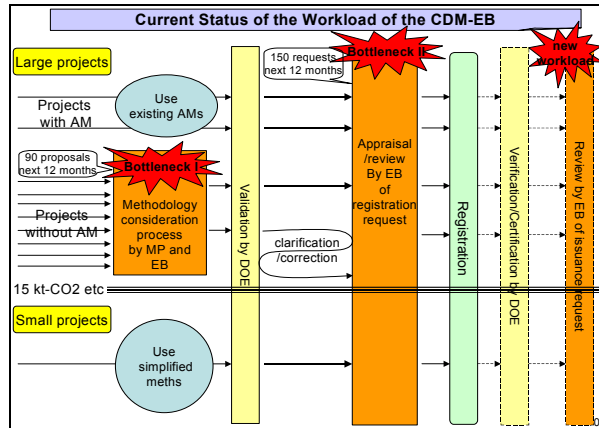 Current Status of the Workload of the CDM-EB
Large projects
150 requests
next 12 months
Bottleneck II
new
workload
Projects
with AM
Use
existing AMs
90 proposals
next 12 months
Bottleneck I
Methodology
consideration
process
by MP and
EB
Projects
without AM
Validation by DOE
clarification
/correction
Appraisal
/review
By EB
of
registration
request
Registration
Verification/Certification by DOE
Review by EB of issuance request
15 kt-CO2 etc
Small projects
Use
simplified
meths